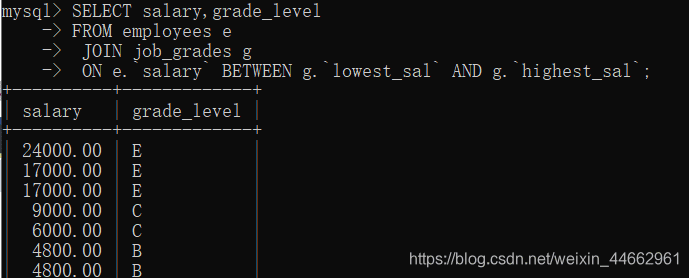 mysql> SELECT salary,grade_level
    -> FROM employees e
    ->  JOIN job_grades g
    ->  ON e.`salary` BETWEEN g.`lowest_sal` AND g.`highest_sal`;
+----------+-------------+
| salary   | grade_level |
+----------+-------------+
| 24000.00 | E           |
| 17000.00 | E           |
| 17000.00 | E           |
|  9000.00 | C           |
|  6000.00 | C           |
|  4800.00 | B           |
|  4800.00 | B           |
https://blog.csdn.net/weixin_44662961